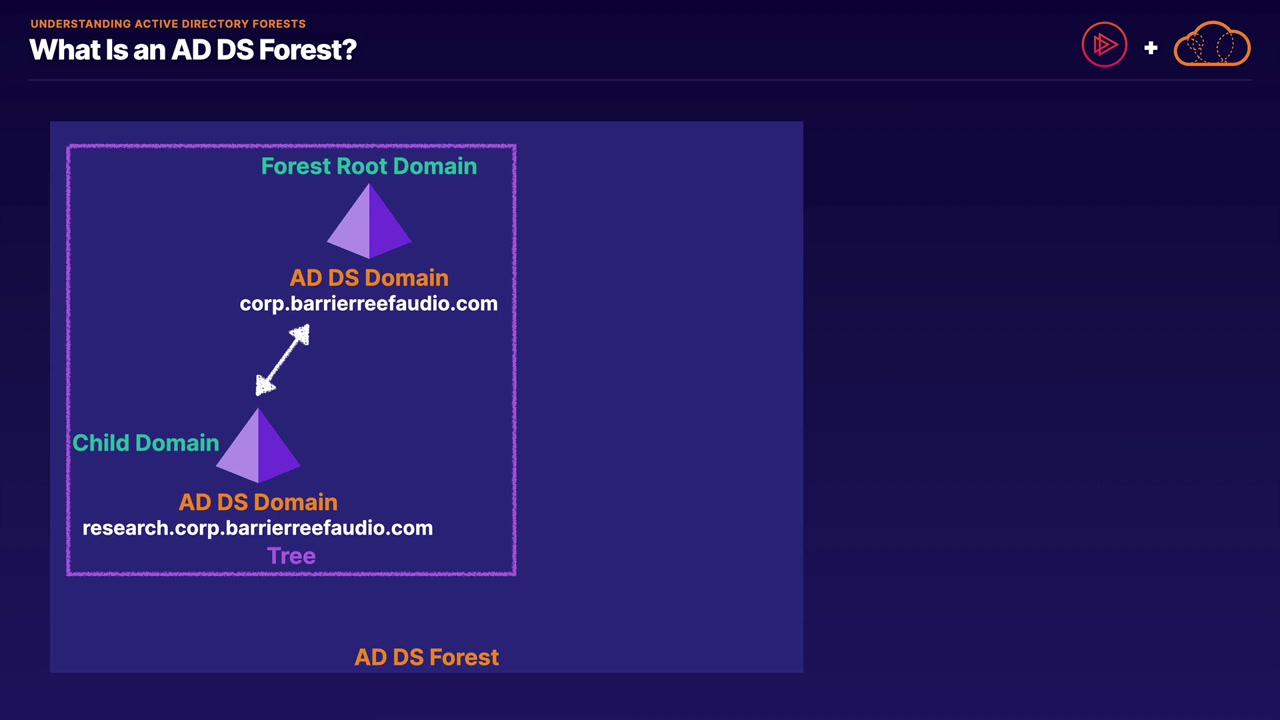 UNDERSTANDING ACTIVE DIRECTORY FORESTS
What Is an AD DS Forest?
Forest Root Domain
AD DS Domain
corp.barrierreefaudio.com
Child Domain
AD DS Domain
research.corp.barrierreefaudio.com
Tree
AD DS Forest